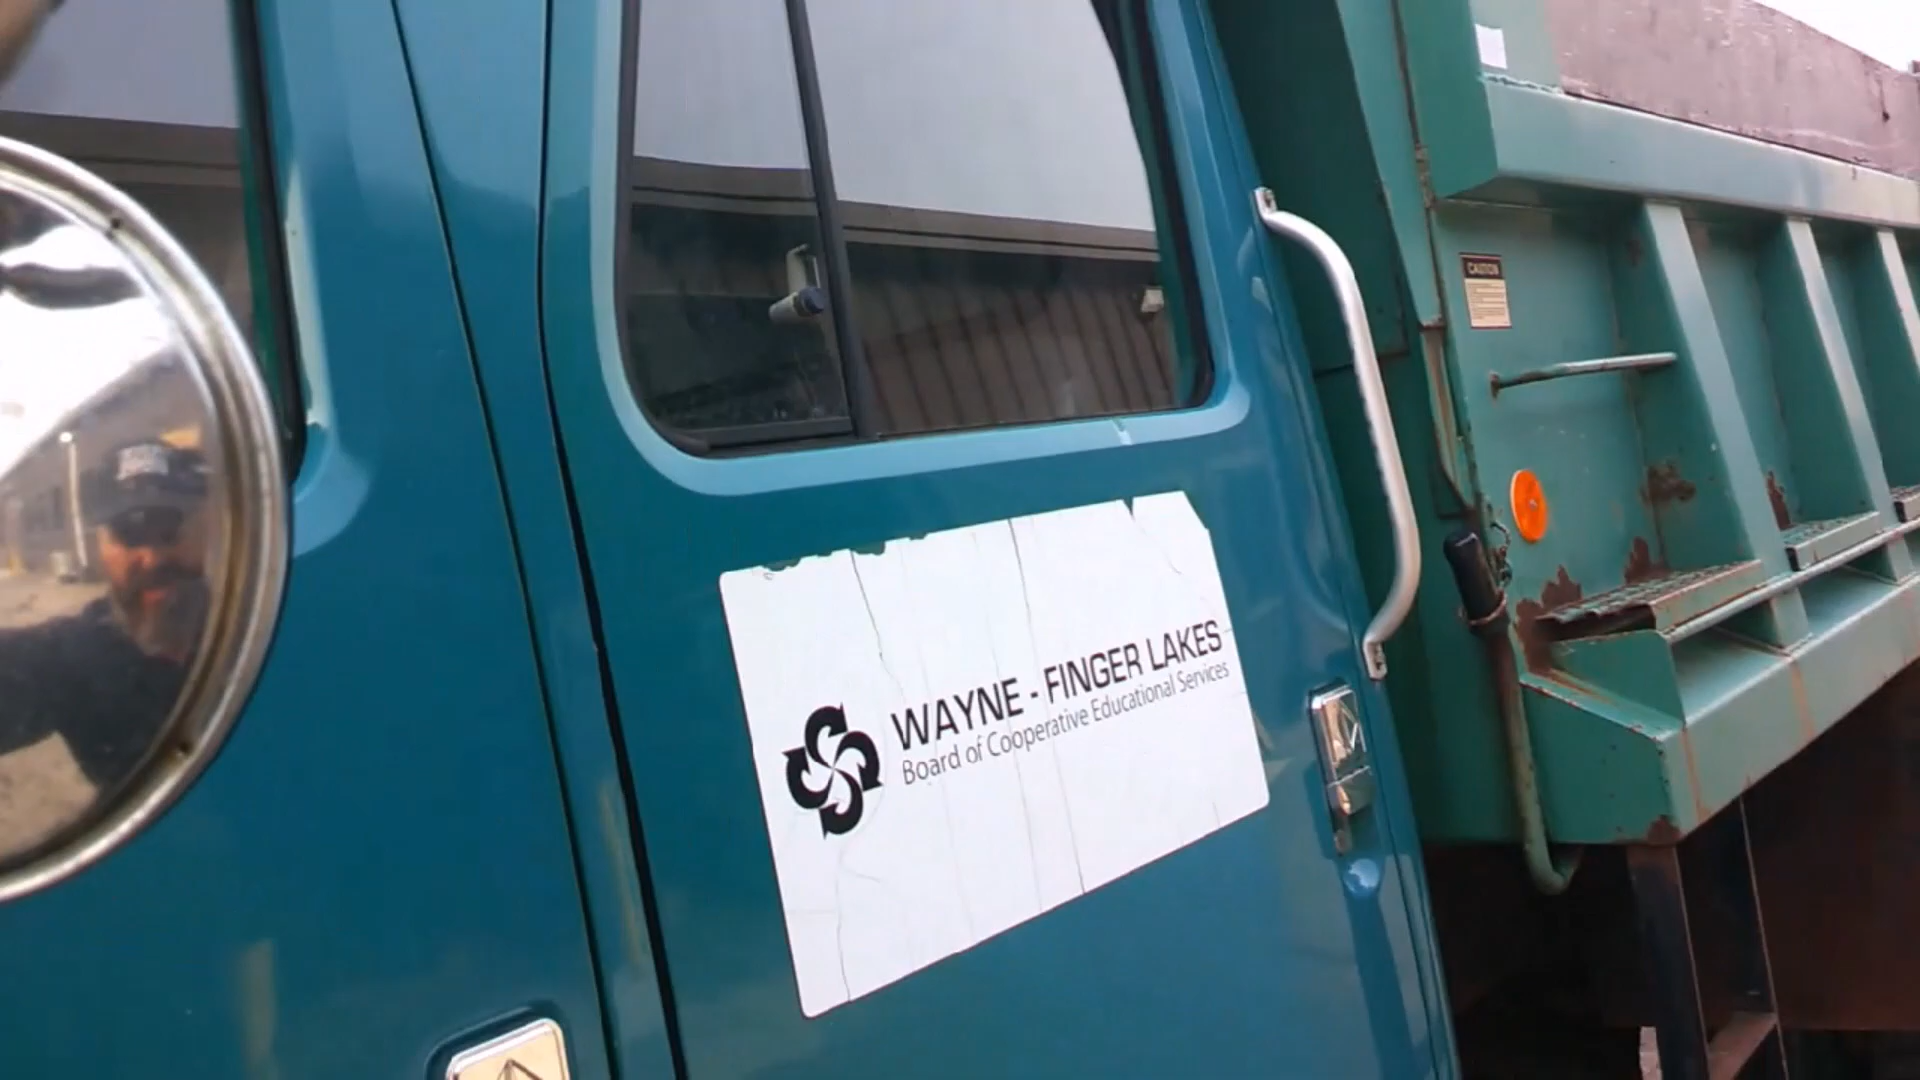 CAUTION
WAYNE - FINGER LAKES
Board of Cooperative Educational Services